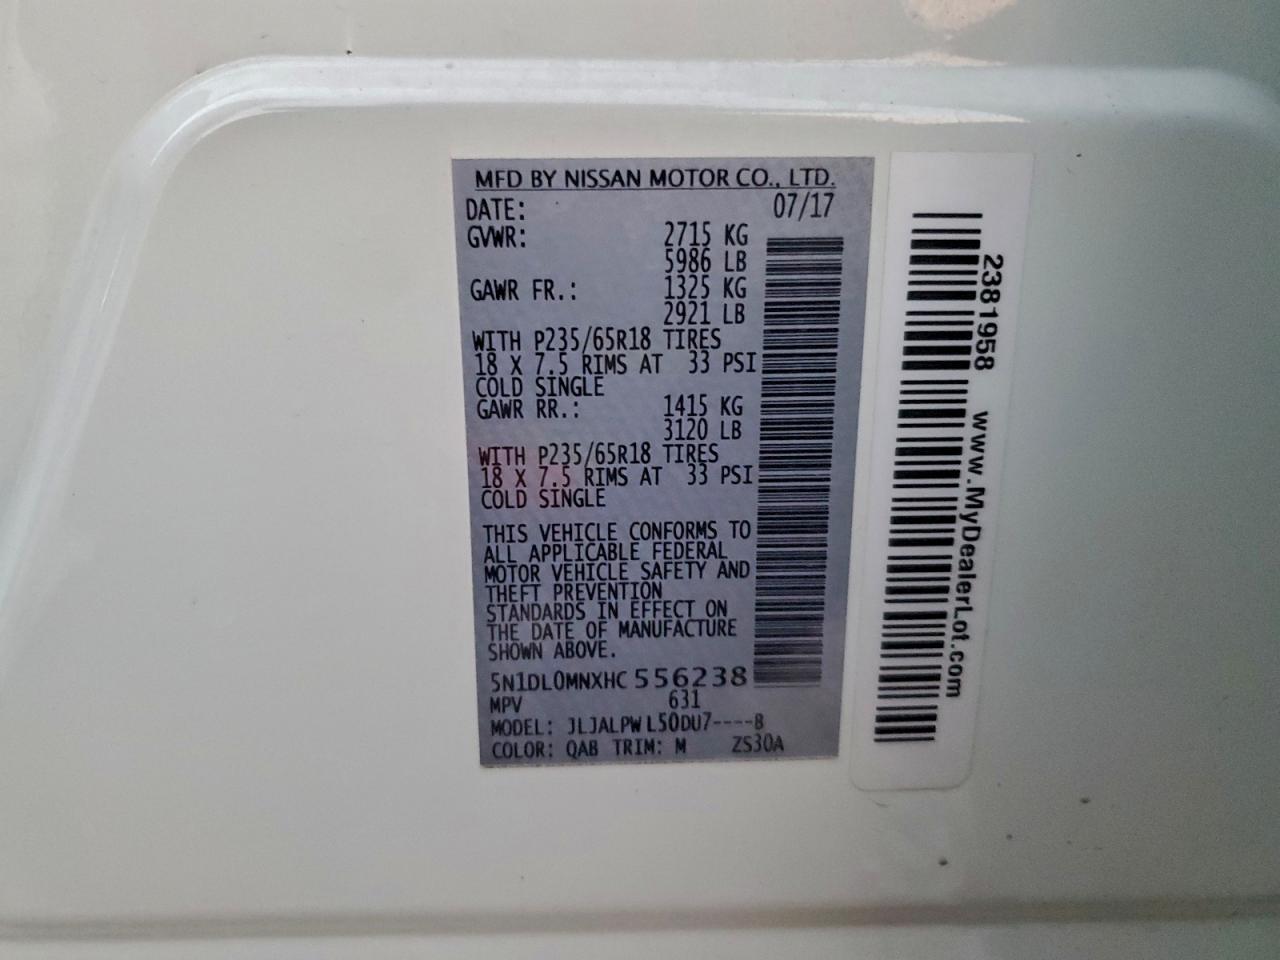 MFD BY NISSAN MOTOR CO., LTD.
DATE: 07/17
GVWR: 2715 KG
5986 LB
GAWR FR.: 1325 KG
2921 LB
WITH P235/65R18 TIRES
18 X 7.5 RIMS AT 33 PSI
COLD SINGLE
GAWR RR.: 1415 KG
3120 LB
WITH P235/65R18 TIRES
18 X 7.5 RIMS AT 33 PSI
COLD SINGLE
THIS VEHICLE CONFORMS TO
ALL APPLICABLE FEDERAL
MOTOR VEHICLE SAFETY AND
THEFT PREVENTION
STANDARDS IN EFFECT ON
THE DATE OF MANUFACTURE
SHOWN ABOVE.
5N1DL0MNXHC556238
MPV 631
MODEL: JLJALPWL50DU7----B
COLOR: QAB TRIM: M ZS30A
2381958 www.MyDealerLot.com